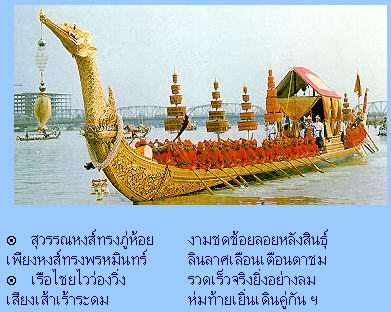 ๏ สุวรรณหงส์ทรงภู่ห้อย งามชดช้อยลอยหลังสินธุ์
เพียงหงส์ทรงพรหมินทร์ ลินลาศเลือนเตือนตาชม
๏ เรือไชยไวว่องวิ่ง รวดเร็วจริงยิ่งอย่างลม
เสียงเส้าเร้าระดม ห่มท้ายเยิ่นเดินคู่กัน ฯ